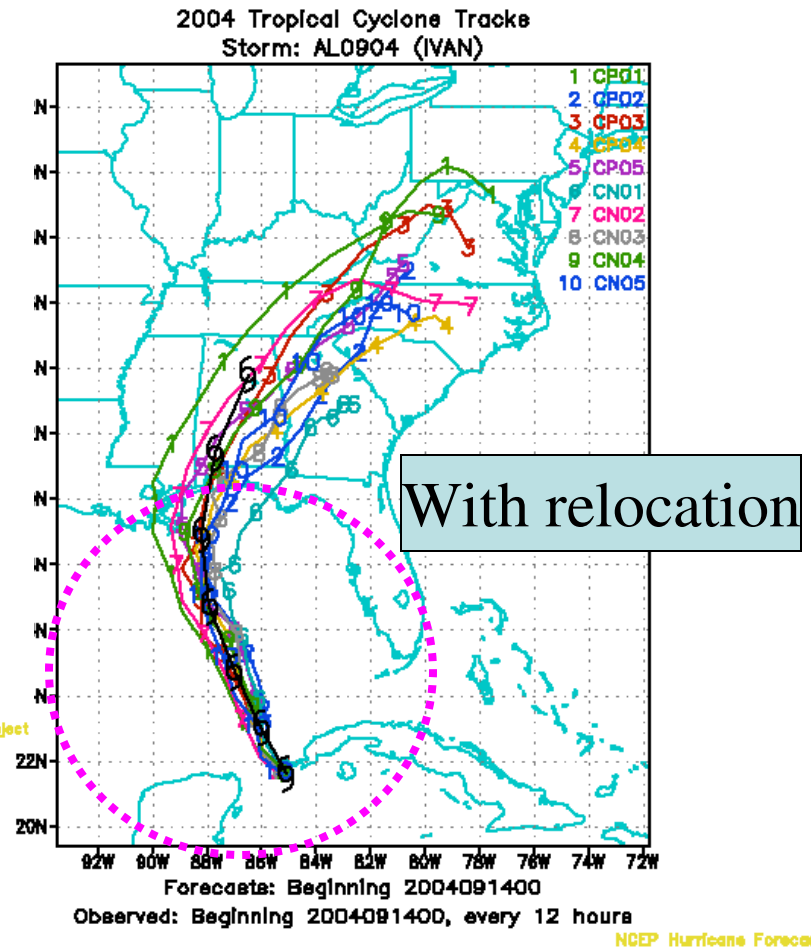 2004 Tropical Cyclone Tracks
Storm: AL0904 (IVAN)
1 CP01
2 CP02
3 CP03
4 CP04
5 CP05
6 CN01
7 CN02
8 CN03
9 CN04
10 CN05
With relocation
ject
22N
20N
92W 90W 88W 86W 84W 82W 80W 78W 76W 74W 72W
Forecasts: Beginning 2004091400
Observed: Beginning 2004091400, every 12 hours
NCEP Hurricane Foreca